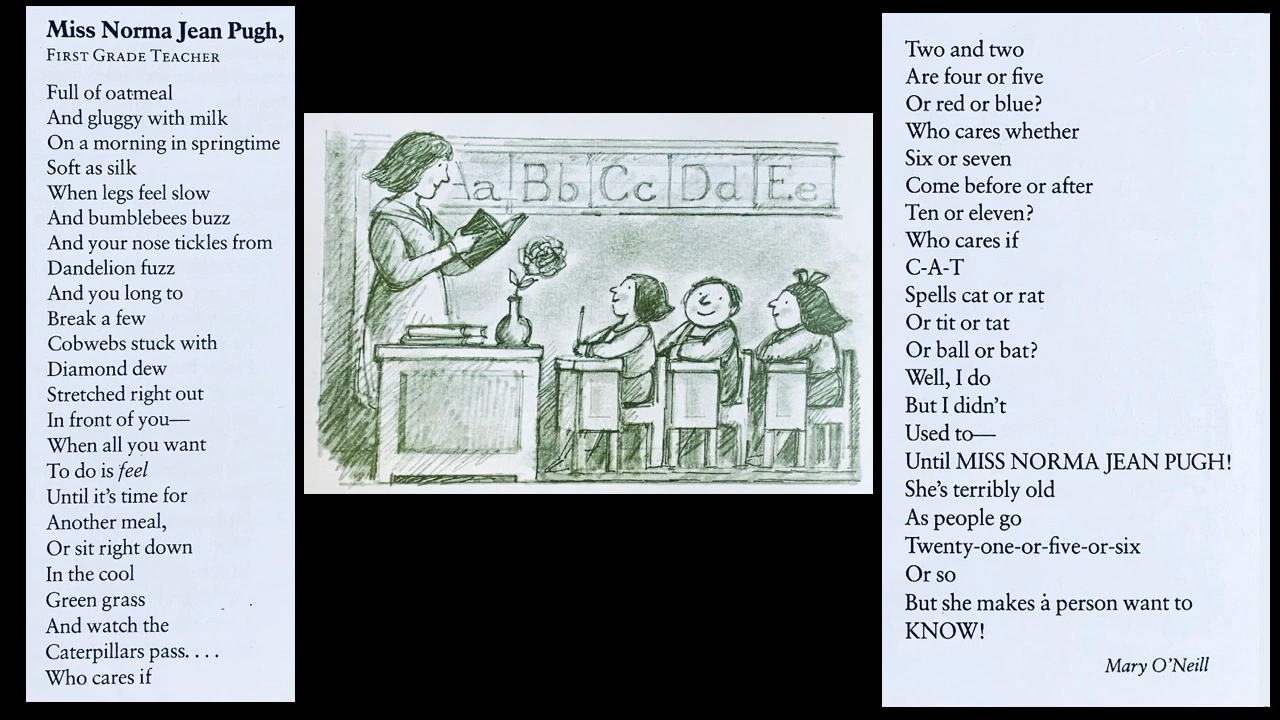 Miss Norma Jean Pugh,
First Grade Teacher
Full of oatmeal
And gluggy with milk
On a morning in springtime
Soft as silk
When legs feel slow
And bumblebees buzz
And your nose tickles from
Dandelion fuzz
And you long to
Break a few
Cobwebs stuck with
Diamond dew
Stretched right out
In front of you—
When all you want
To do is feel
Until it's time for
Another meal,
Or sit right down
In the cool
Green grass
And watch the
Caterpillars pass. . . .
Who cares if
Aa Bb Cc Dd Ee
Two and two
Are four or five
Or red or blue?
Who cares whether
Six or seven
Come before or after
Ten or eleven?
Who cares if
C-A-T
Spells cat or rat
Or tit or tat
Or ball or bat?
Well, I do
But I didn't
Used to—
Until MISS NORMA JEAN PUGH!
She's terribly old
As people go
Twenty-one-or-five-or-six
Or so
But she makes a person want to
KNOW!
Mary O'Neill